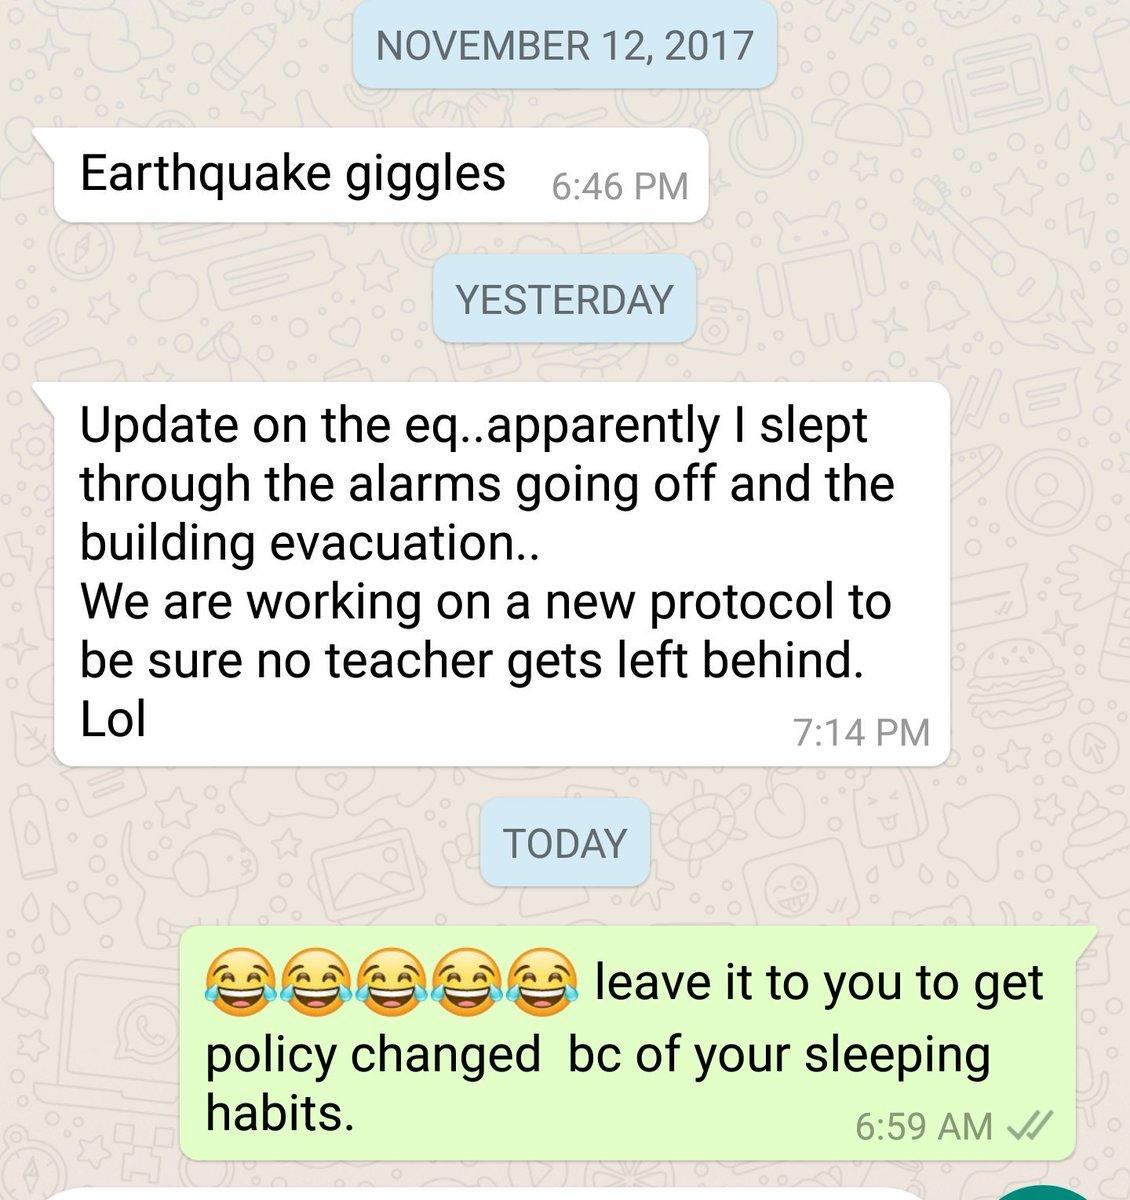 NOVEMBER 12, 2017
Earthquake giggles 6:46 PM
YESTERDAY
Update on the eq..apparently I slept
through the alarms going off and the
building evacuation..
We are working on a new protocol to
be sure no teacher gets left behind.
Lol 7:14 PM
TODAY
😂😂😂😂😂 leave it to you to get
policy changed  bc of your sleeping
habits. 6:59 AM